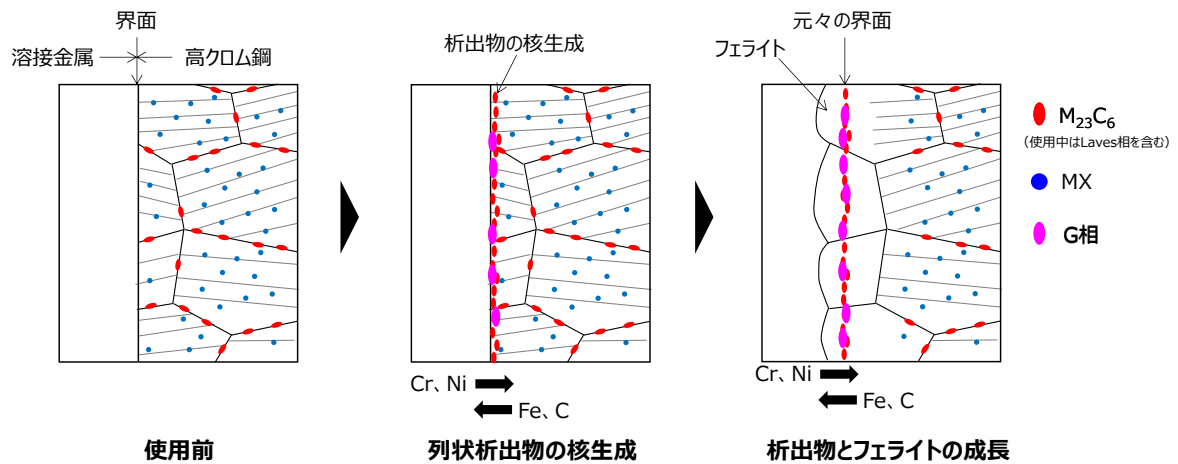 界面
溶接金属
高クロム鋼
使用前
析出物の核生成
Cr、Ni
Fe、C
列状析出物の核生成
元々の界面
フェライト
Cr、Ni
Fe、C
析出物とフェライトの成長
M₂₃C₆
（使用中はLaves相を含む）
MX
G相